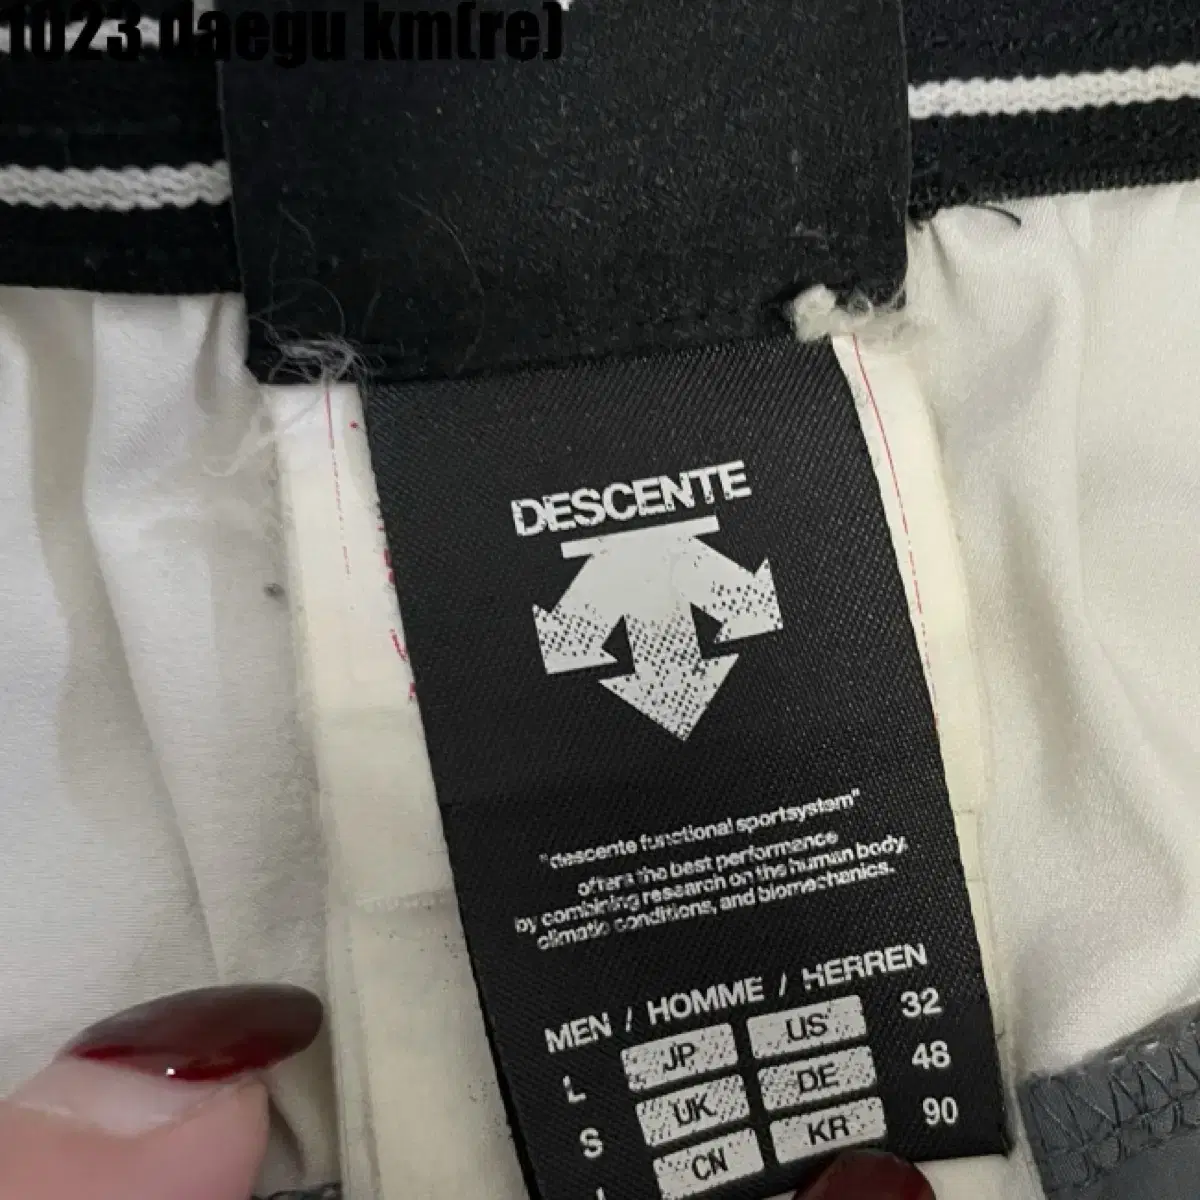 1023 daegu km(re)
DESCENTE
"descente functional sportsystem"
offers the best performance
by combining research on the human body,
climatic conditions, and biomechanics.
MEN / HOMME / HERREN
L JP US 32
S UK DE 48
CN KR 90